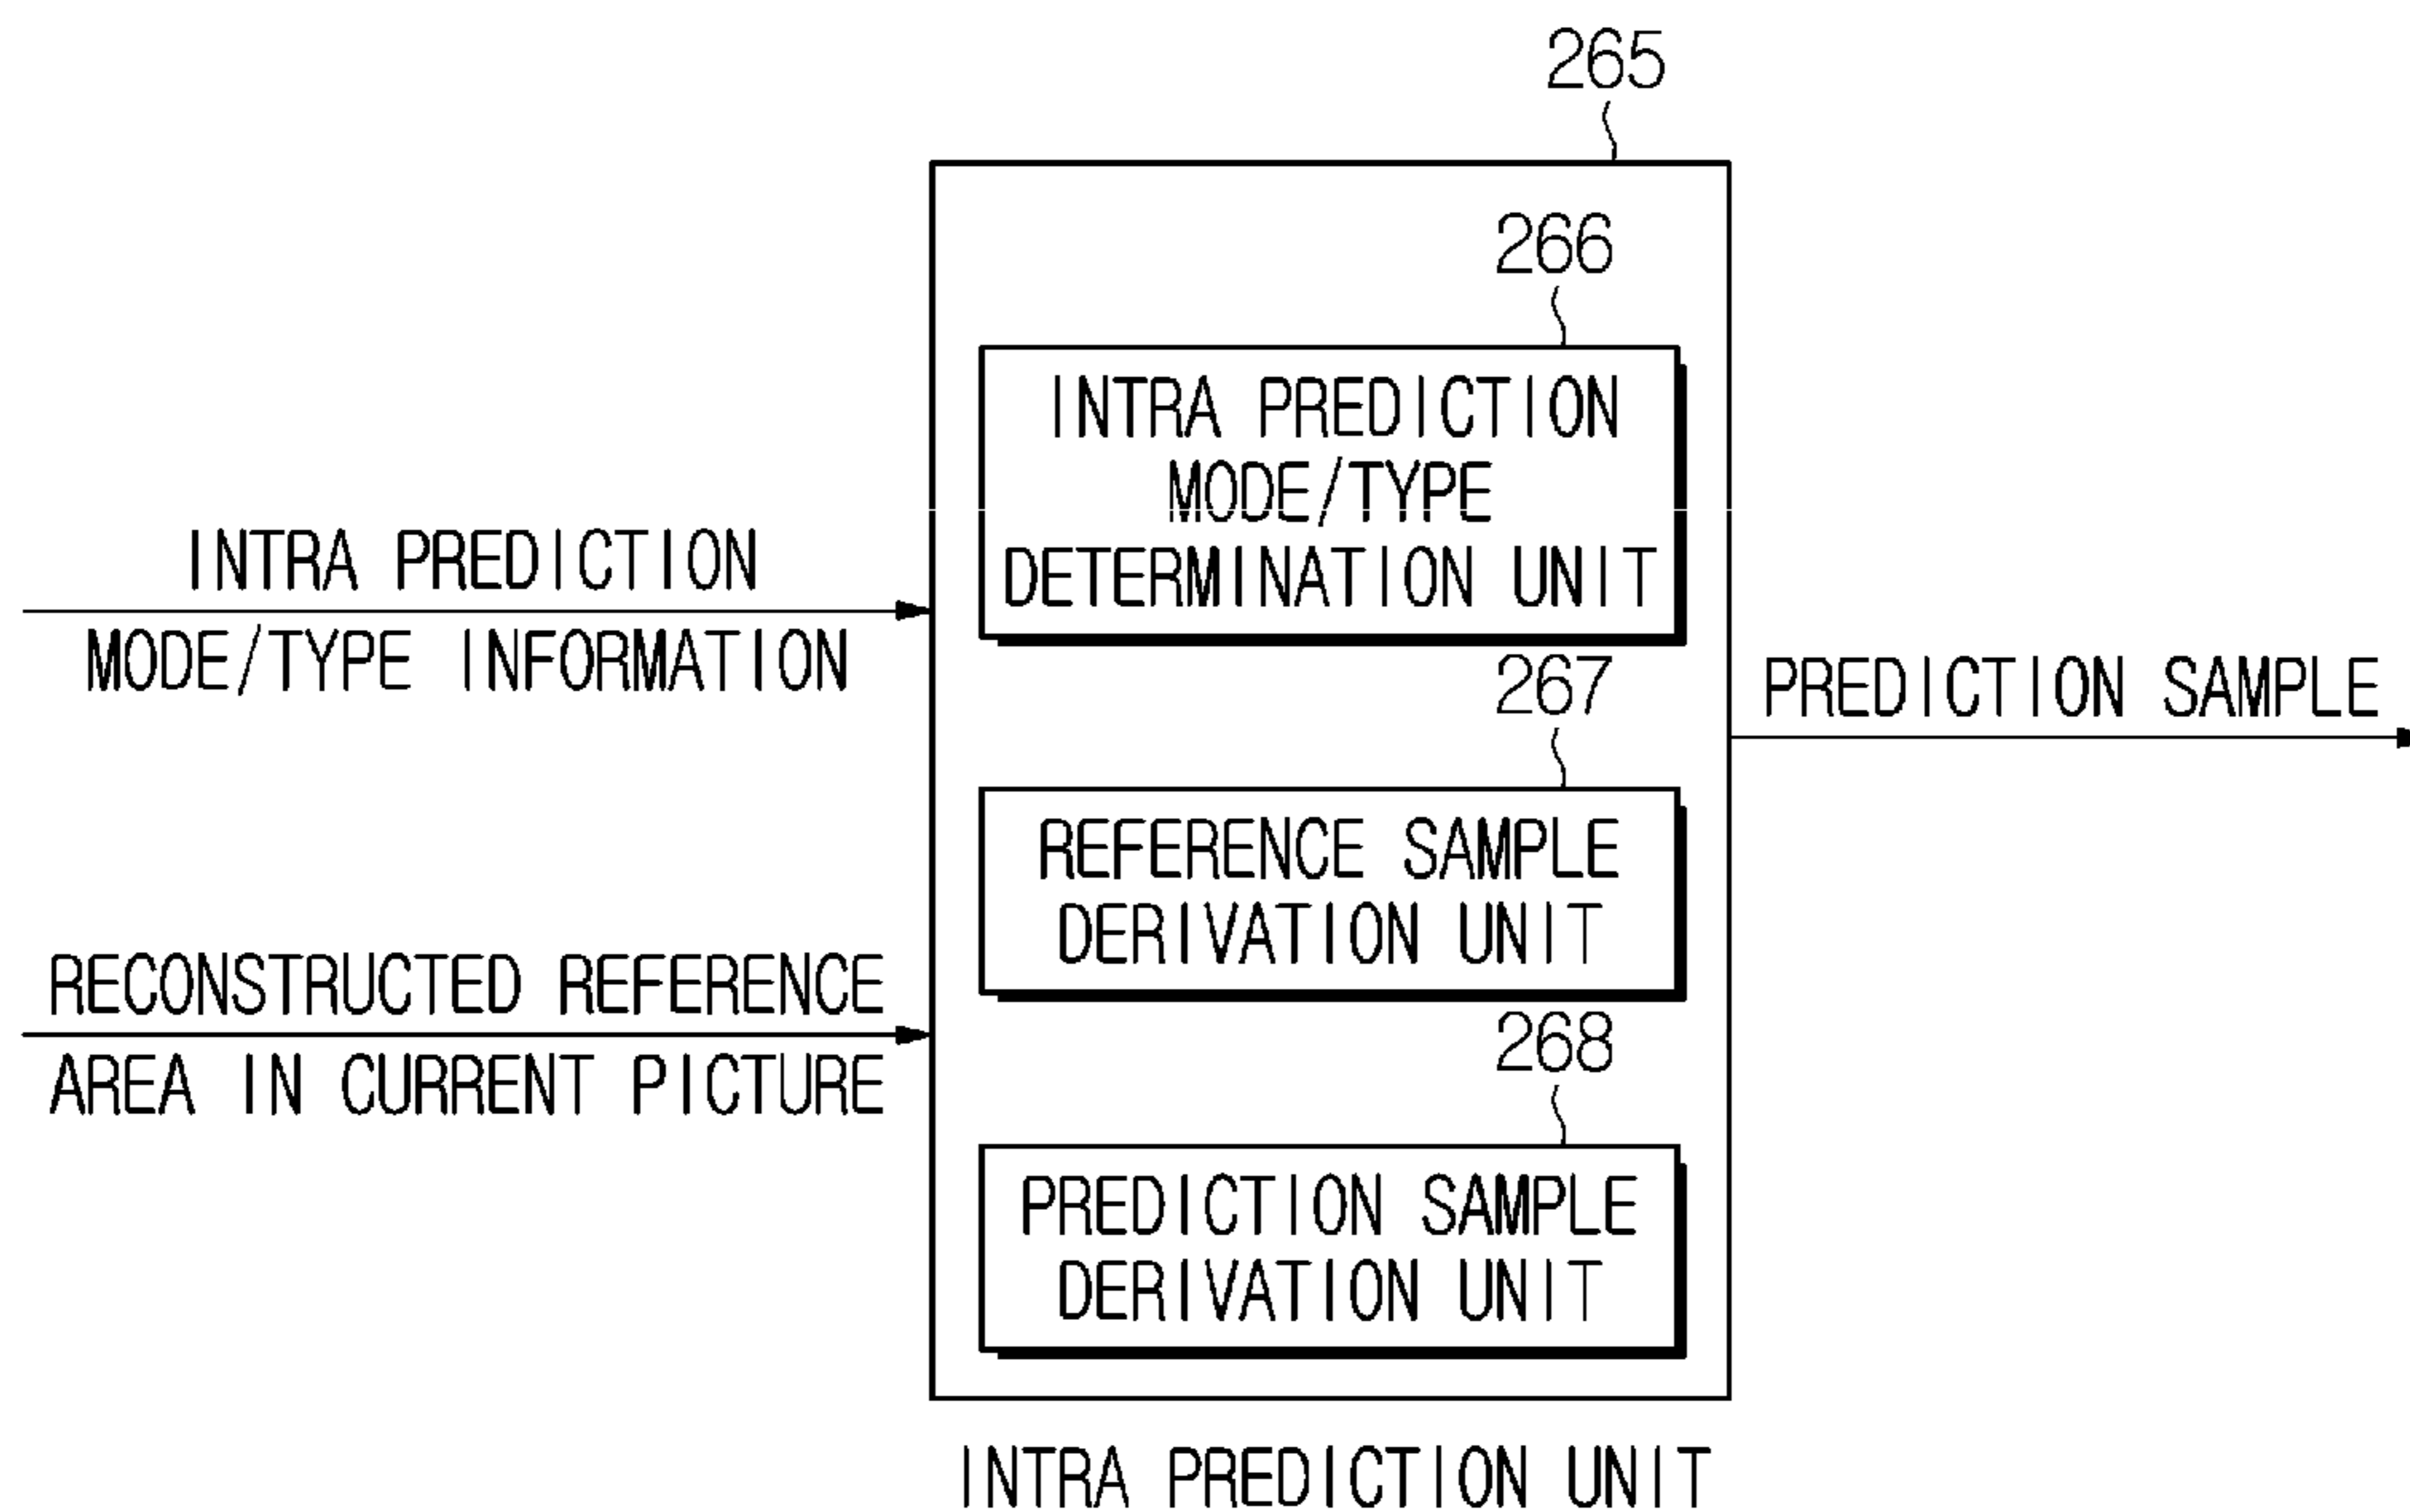 265
266
INTRA PREDICTION
MODE/TYPE
DETERMINATION UNIT
INTRA PREDICTION
MODE/TYPE INFORMATION
267
PREDICTION SAMPLE
REFERENCE SAMPLE
DERIVATION UNIT
RECONSTRUCTED REFERENCE
AREA IN CURRENT PICTURE
268
PREDICTION SAMPLE
DERIVATION UNIT
INTRA PREDICTION UNIT